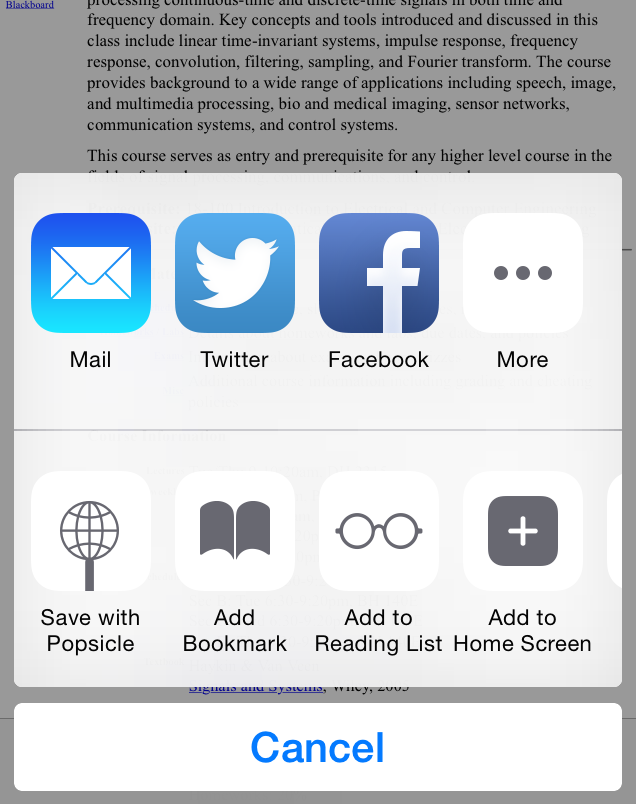 Blackboard
processing continuous-time and discrete-time signals in both time and
frequency domain. Key concepts and tools introduced and discussed in this
class include linear time-invariant systems, impulse response, frequency
response, convolution, filtering, sampling, and Fourier transform. The course
provides background to a wide range of applications including speech, image,
and multimedia processing, bio and medical imaging, sensor networks,
communication systems, and control systems.
This course serves as entry and prerequisite for any higher level course in the
Mail
Twitter
Facebook
More
Save with
Popsicle
Add
Bookmark
Add to
Reading List
Add to
Home Screen
Signals and Systems, Wiley, 2005
Cancel